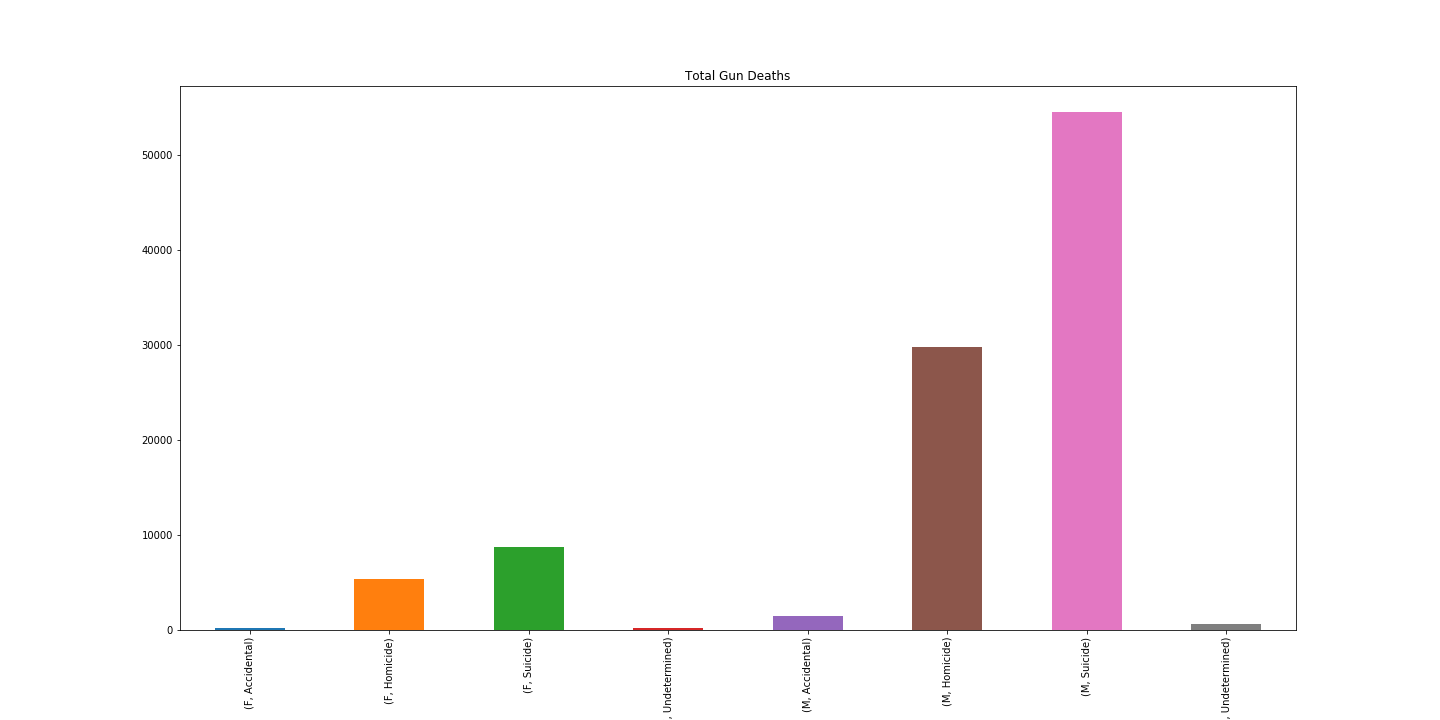 Total Gun Deaths
50000
40000
30000
20000
10000
0
(F, Accidental)
(F, Homicide)
(F, Suicide)
, Undetermined)
(M, Accidental)
(M, Homicide)
(M, Suicide)
, Undetermined)